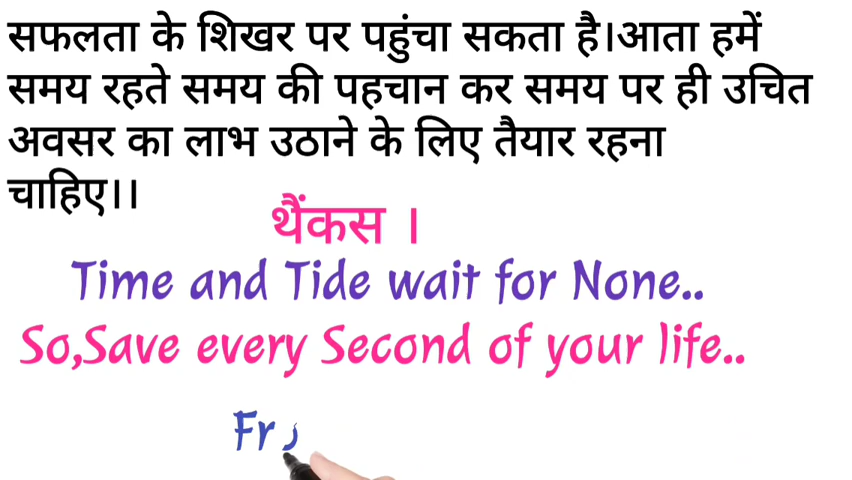 सफलता के शिखर पर पहुंचा सकता है।आता हमें
समय रहते समय की पहचान कर समय पर ही उचित
अवसर का लाभ उठाने के लिए तैयार रहना
चाहिए।।
थैंकस ।
Time and Tide wait for None..
So,Save every Second of your life..
Fr